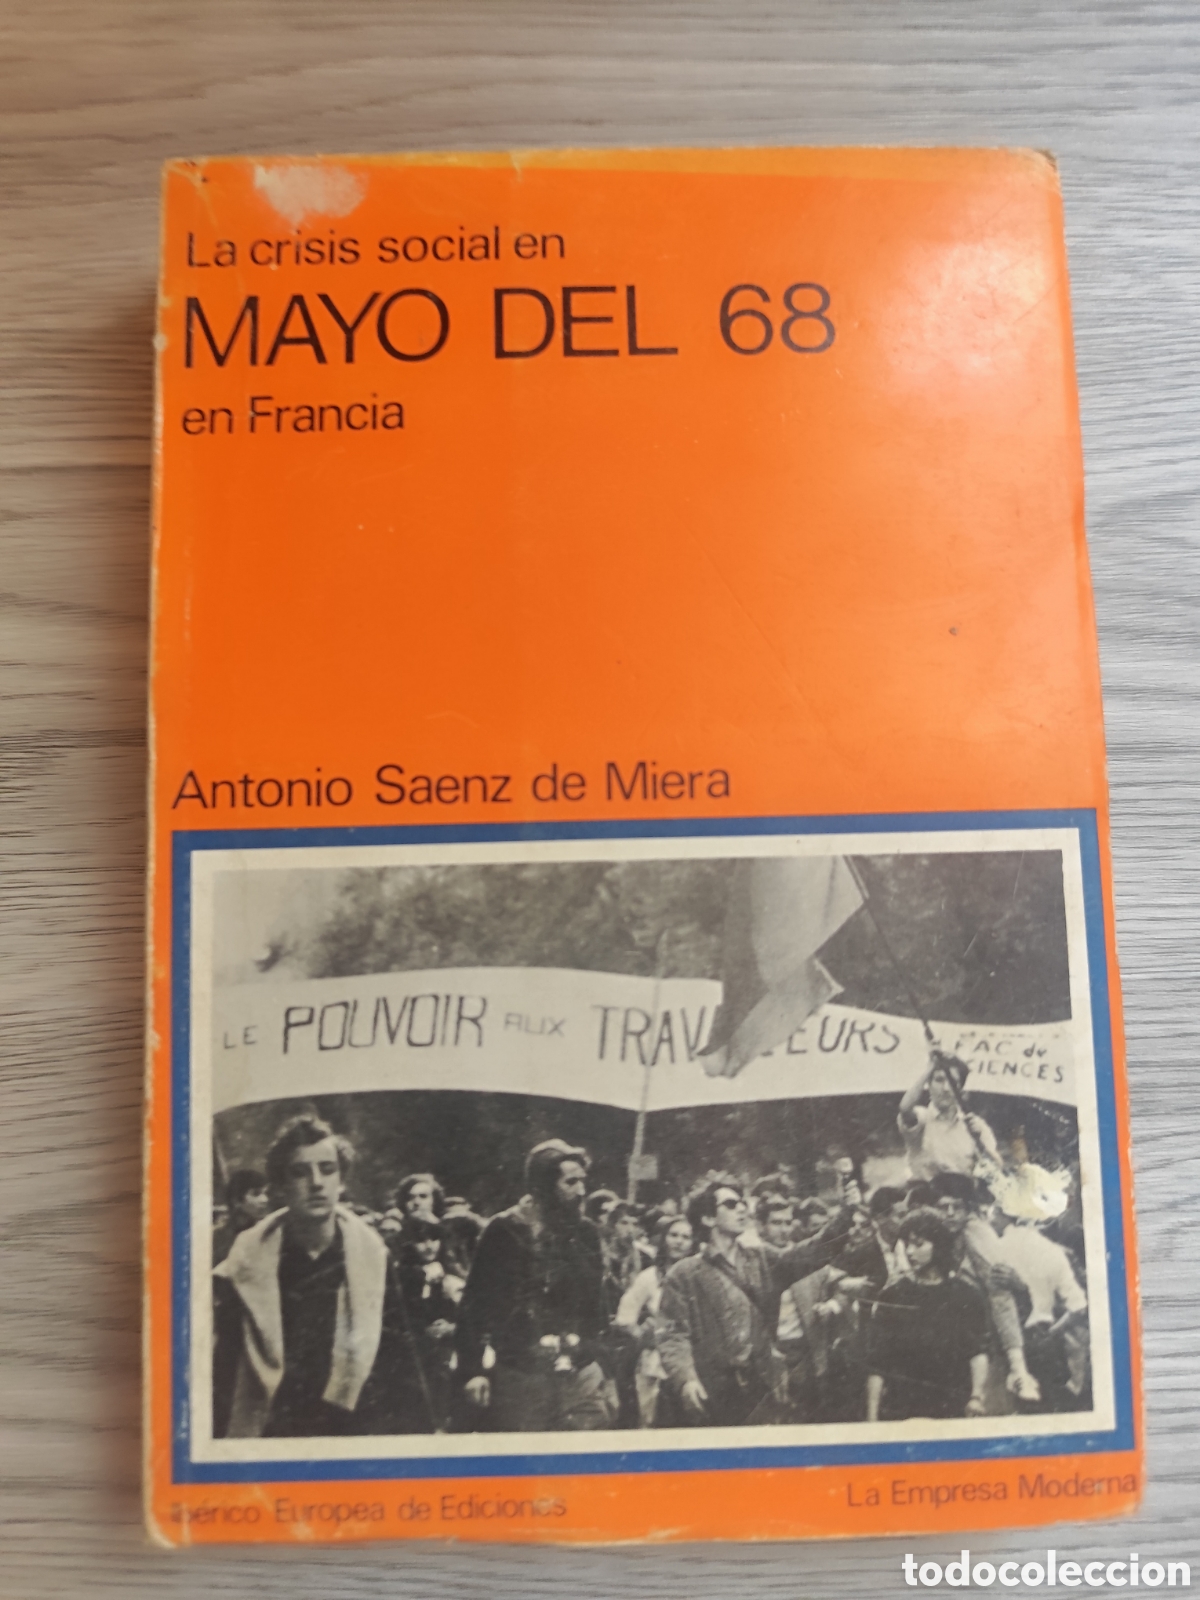 La crisis social en
MAYO DEL 68
en Francia
Antonio Saenz de Miera
LE POUVOIR AUX TRAV EURS
FAC de
CIENCES
Ibérico Europea de Ediciones
La Empresa Moderna
todocoleccion